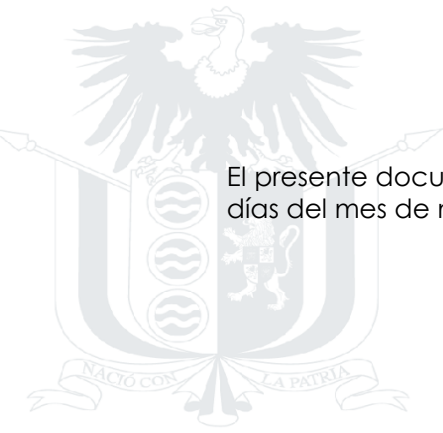 El presente docu
días del mes de
NACIÓ CON LA PATRIA